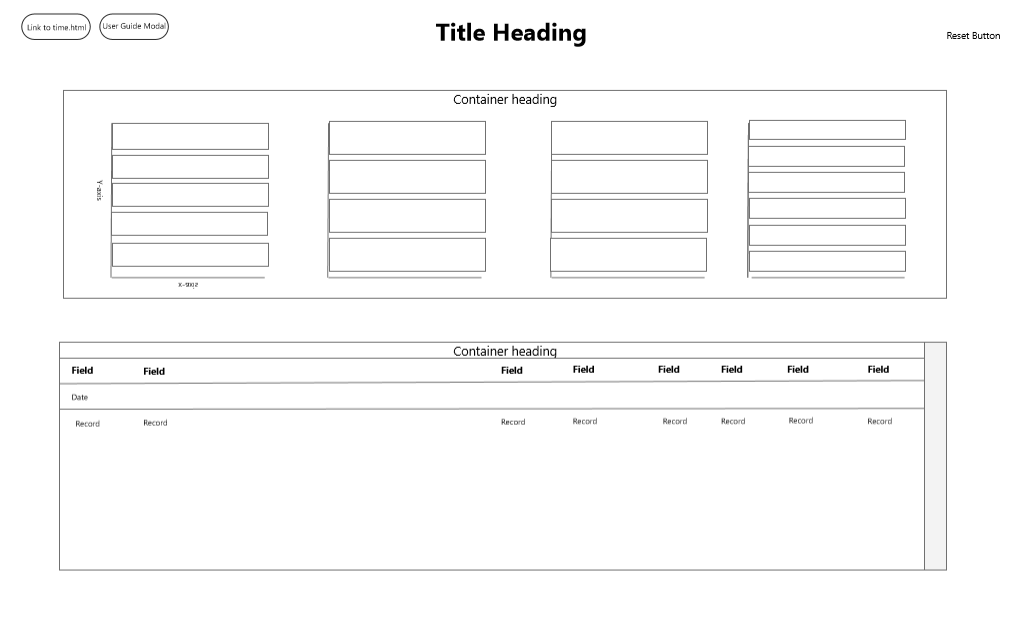 Link to time.html
User Guide Modal
Title Heading
Reset Button
Container heading
Y-axis
x-axis
Container heading
Field Field Field Field Field Field Field Field
Date
Record Record Record Record Record Record Record Record